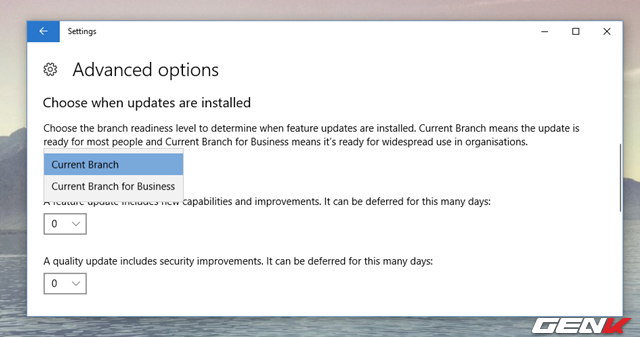 Settings
Advanced options
Choose when updates are installed
Choose the branch readiness level to determine when feature updates are installed. Current Branch means the update is
ready for most people and Current Branch for Business means it's ready for widespread use in organisations.
Current Branch
Current Branch for Business
A feature update includes new capabilities and improvements. It can be deferred for this many days:
0
A quality update includes security improvements. It can be deferred for this many days:
0
GENK